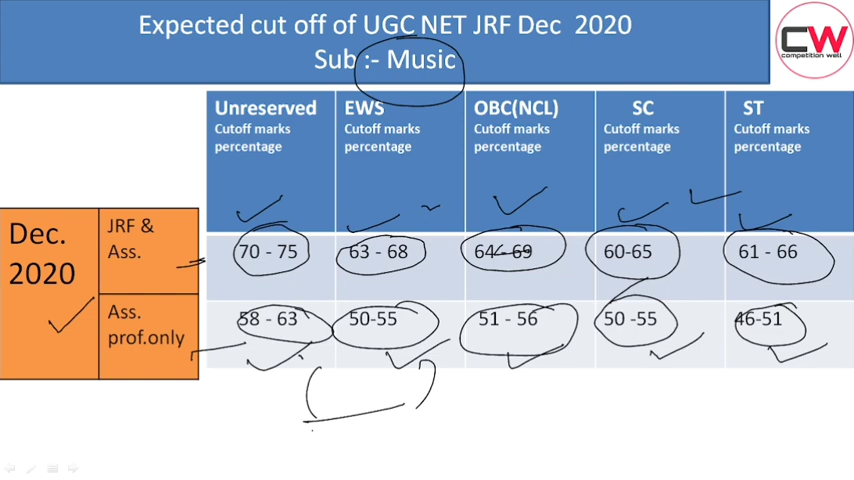 Expected cut off of UGC NET JRF Dec 2020
Sub :- Music
CW
competition well
Unreserved
Cutoff marks
percentage
EWS
Cutoff marks
percentage
OBC(NCL)
Cutoff marks
percentage
SC
Cutoff marks
percentage
ST
Cutoff marks
percentage
Dec.
2020
JRF &
Ass.
70 - 75
63 - 68
64 - 69
60-65
61 - 66
Ass.
prof.only
58 - 63
50-55
51 - 56
50 -55
46-51